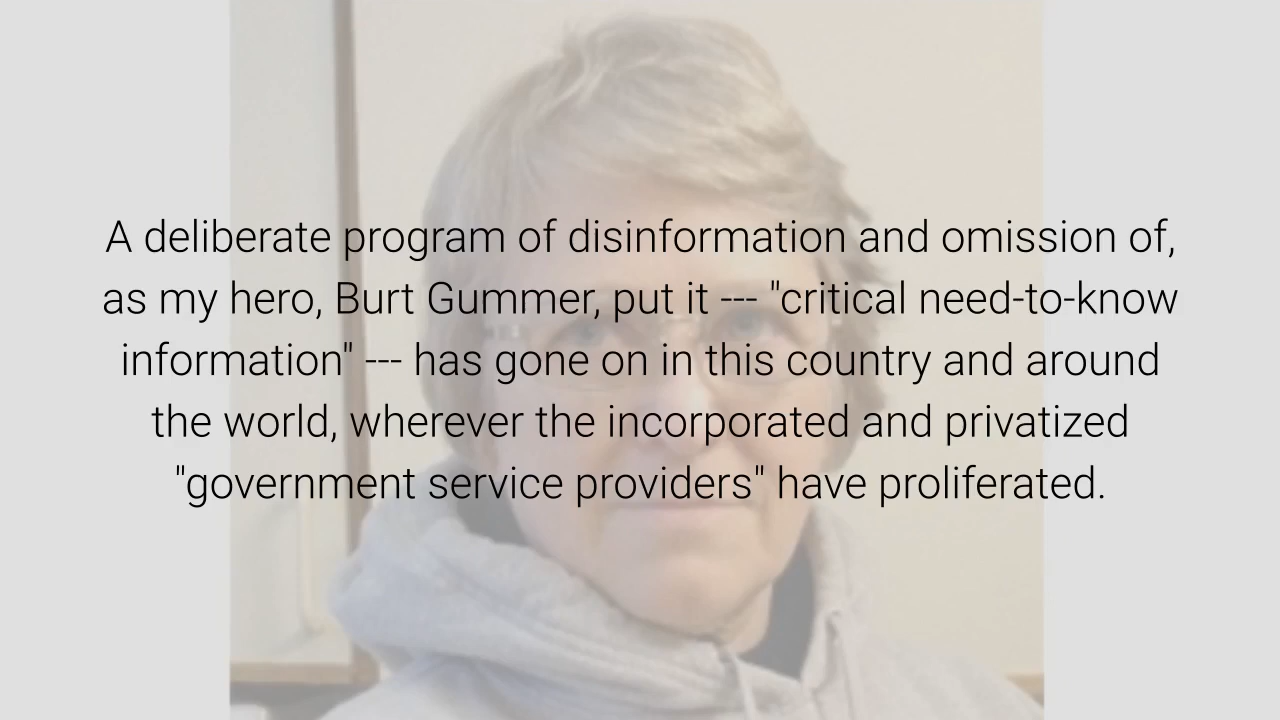 A deliberate program of disinformation and omission of,
as my hero, Burt Gummer, put it --- "critical need-to-know
information" --- has gone on in this country and around
the world, wherever the incorporated and privatized
"government service providers" have proliferated.